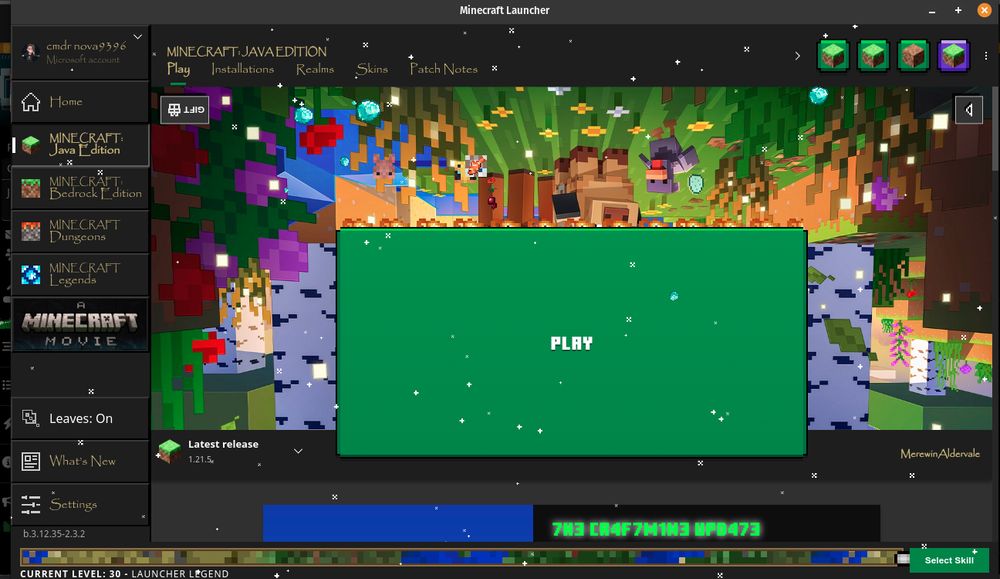 Minecraft Launcher
cmdr nova9396
Microsoft account
MINECRAFT: JAVA EDITION
Play
Installations
Realms
Skins
Patch Notes
Home
MINECRAFT:
Java Edition
MINECRAFT
Bedrock Edition
MINECRAFT
Dungeons
MINECRAFT
Legends
A
MINECRAFT
MOVIE
Leaves: On
What's New
Settings
b.3.12.35-2.3.2
GIFT
PLAY
Latest release
1.21.5
MerewinAldervale
7H3 CR4F7M1N3 UPD473
CURRENT LEVEL: 30 - LAUNCHER LEGEND
Select Skill